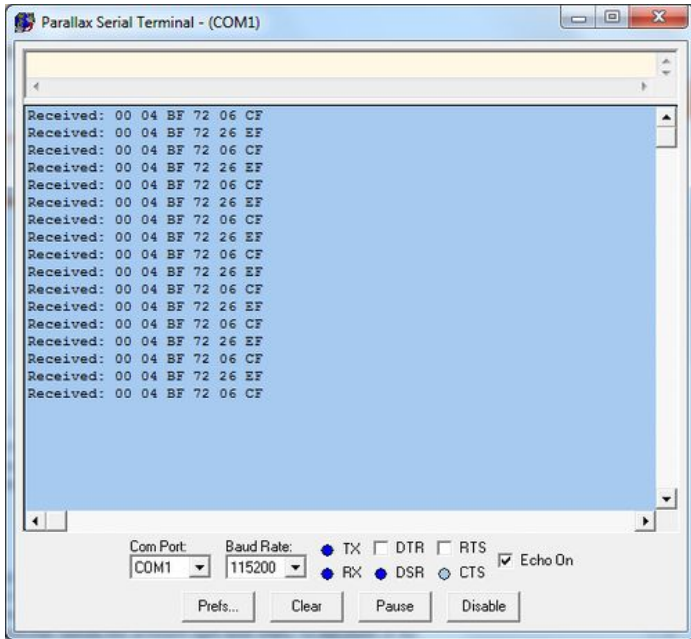 Parallax Serial Terminal - (COM1)
Received: 00 04 BF 72 06 CF
Received: 00 04 BF 72 26 EF
Received: 00 04 BF 72 06 CF
Received: 00 04 BF 72 26 EF
Received: 00 04 BF 72 06 CF
Received: 00 04 BF 72 26 EF
Received: 00 04 BF 72 06 CF
Received: 00 04 BF 72 26 EF
Received: 00 04 BF 72 06 CF
Received: 00 04 BF 72 26 EF
Received: 00 04 BF 72 06 CF
Received: 00 04 BF 72 26 EF
Received: 00 04 BF 72 06 CF
Received: 00 04 BF 72 26 EF
Received: 00 04 BF 72 06 CF
Received: 00 04 BF 72 26 EF
Received: 00 04 BF 72 06 CF
Com Port: Baud Rate: TX DTR RTS
COM1 115200 RX DSR CTS Echo On
Prefs... Clear Pause Disable